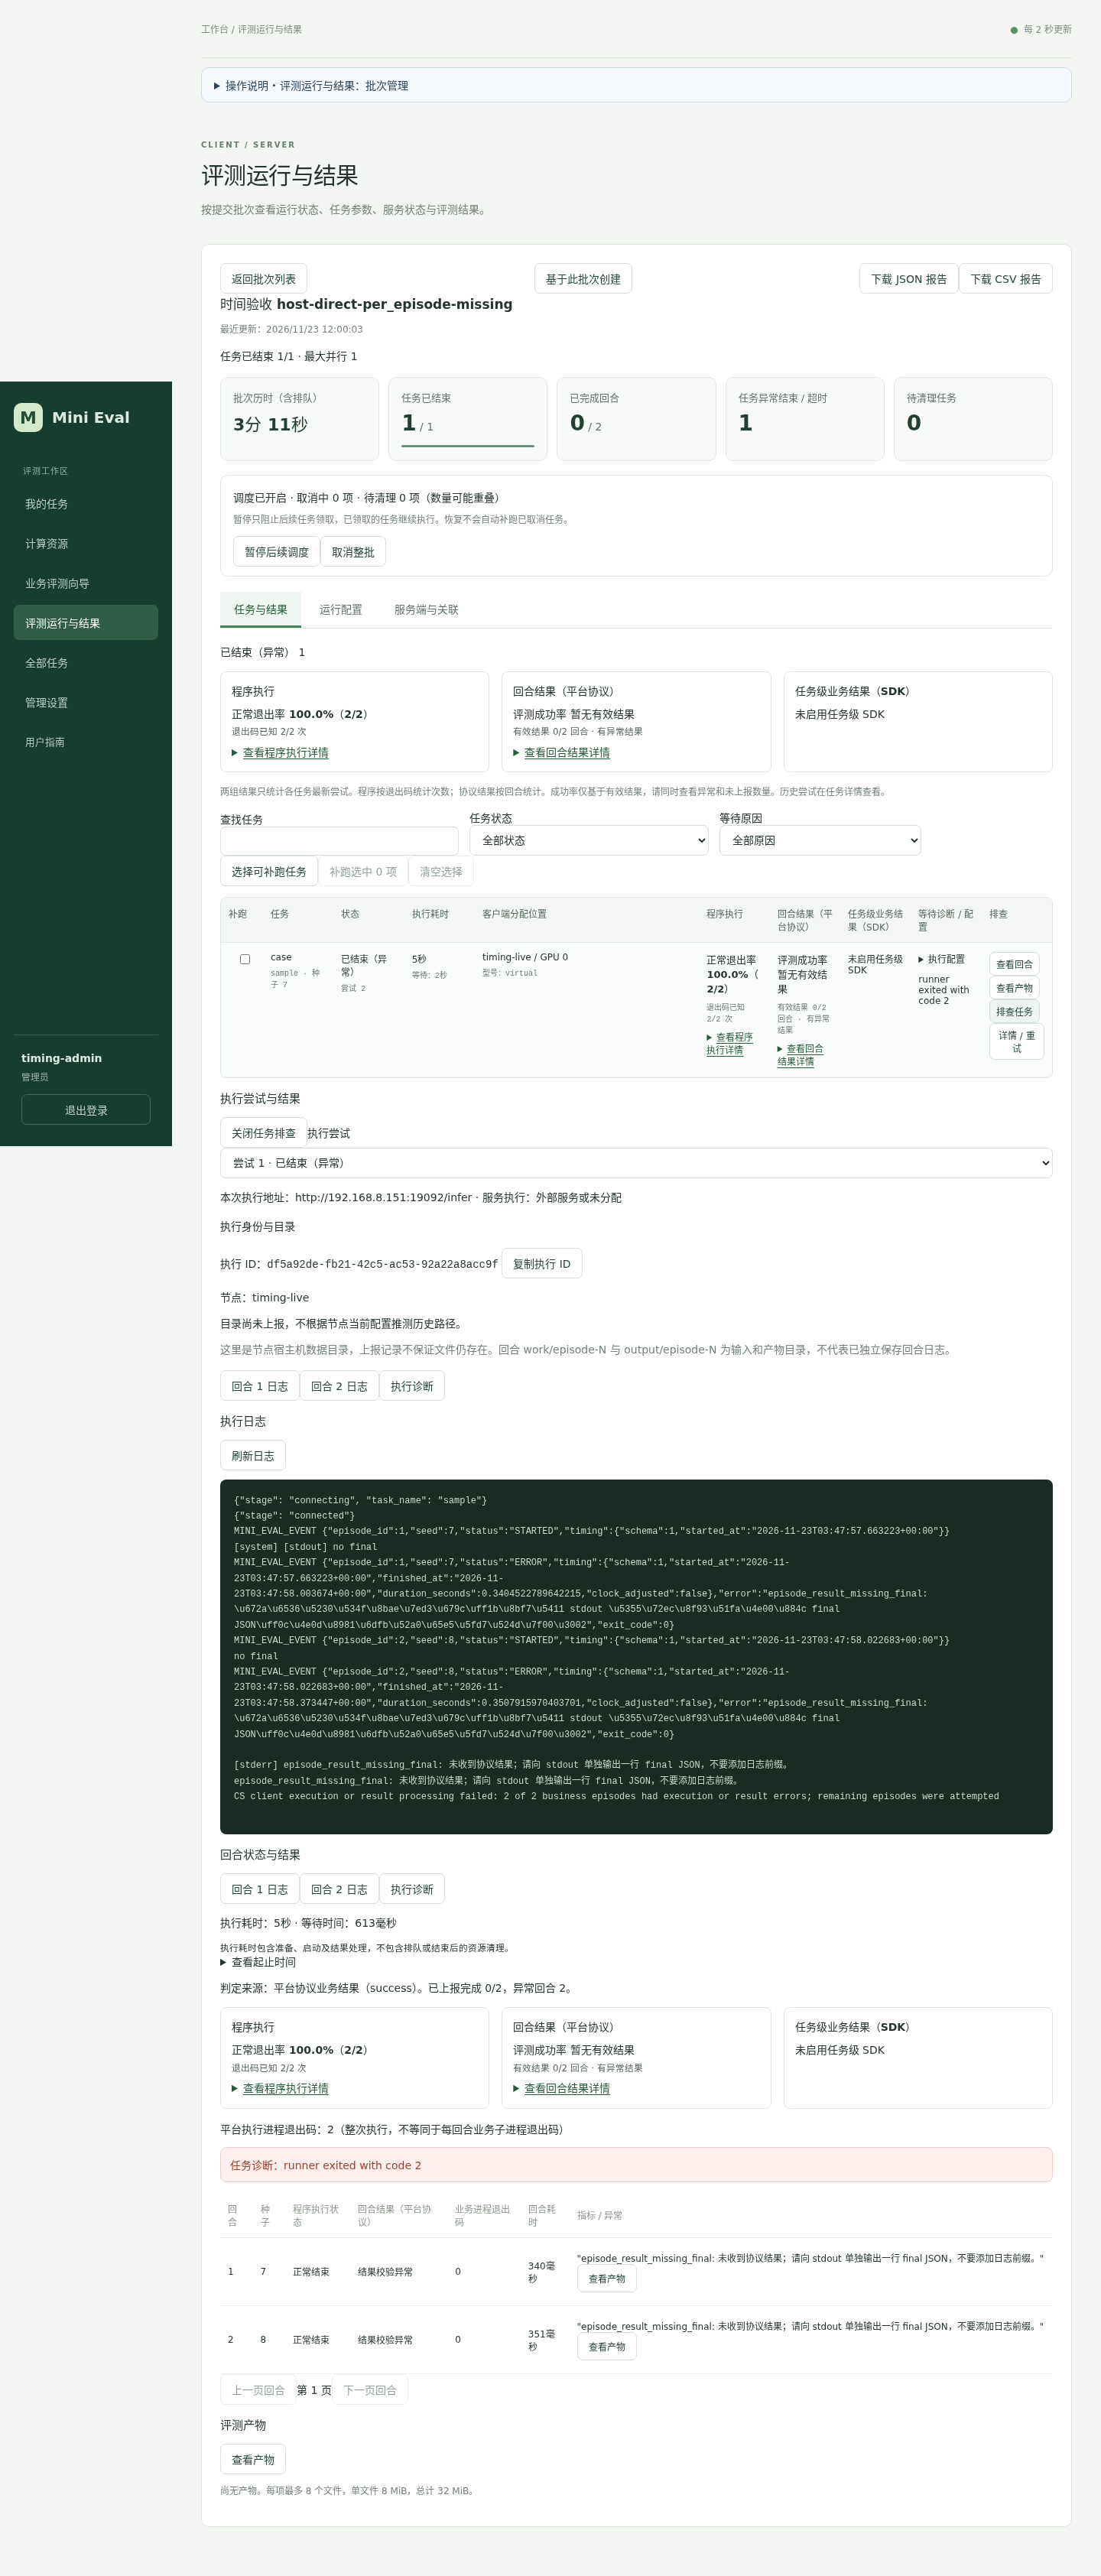 工作台 / 评测运行与结果
每 2 秒更新
操作说明 · 评测运行与结果：批次管理
CLIENT / SERVER
评测运行与结果
按提交批次查看运行状态、任务参数、服务状态与评测结果。
返回批次列表
基于此批次创建
下载 JSON 报告
下载 CSV 报告
时间验收 host-direct-per_episode-missing
最近更新：2026/11/23 12:00:03
任务已结束 1/1 · 最大并行 1
批次历时（含排队）
3分 11秒
任务已结束
1 / 1
已完成回合
0 / 2
任务异常结束 / 超时
1
待清理任务
0
调度已开启 · 取消中 0 项 · 待清理 0 项（数量可能重叠）
暂停只阻止后续任务领取，已领取的任务继续执行。恢复不会自动补跑已取消任务。
暂停后续调度
取消整批
M
Mini Eval
评测工作区
我的任务
计算资源
业务评测向导
评测运行与结果
全部任务
管理设置
用户指南
timing-admin
管理员
退出登录
任务与结果
运行配置
服务端与关联
已结束（异常） 1
程序执行
正常退出率 100.0%（2/2）
退出码已知 2/2 次
查看程序执行详情
回合结果（平台协议）
评测成功率 暂无有效结果
有效结果 0/2 回合 · 有异常结果
查看回合结果详情
任务级业务结果（SDK）
未启用任务级 SDK
两组结果只统计各任务最新尝试。程序按退出码统计次数；协议结果按回合统计。成功率仅基于有效结果，请同时查看异常和未上报数量。历史尝试在任务详情查看。
查找任务
任务状态
全部状态
等待原因
全部原因
选择可补跑任务
补跑选中 0 项
清空选择
补跑
任务
状态
执行耗时
客户端分配位置
程序执行
回合结果（平
台协议）
任务级业务结
果（SDK）
等待诊断 / 配
置
排查
case
sample · 种
子 7
已结束（异
常）
尝试 2
5秒
等待：2秒
timing-live / GPU 0
型号：virtual
正常退出率
100.0%（
2/2）
退出码已知
2/2 次
查看程序
执行详情
评测成功率
暂无有效结
果
有效结果 0/2
回合 · 有异常
结果
查看回合
结果详情
未启用任务级
SDK
执行配置
runner
exited with
code 2
查看回合
查看产物
排查任务
详情 / 重
试
执行尝试与结果
关闭任务排查
执行尝试
尝试 1 · 已结束（异常）
本次执行地址：http://192.168.8.151:19092/infer · 服务执行：外部服务或未分配
执行身份与目录
执行 ID：df5a92de-fb21-42c5-ac53-92a22a8acc9f
复制执行 ID
节点：timing-live
目录尚未上报，不根据节点当前配置推测历史路径。
这里是节点宿主机数据目录，上报记录不保证文件仍存在。回合 work/episode-N 与 output/episode-N 为输入和产物目录，不代表已独立保存回合日志。
回合 1 日志
回合 2 日志
执行诊断
执行日志
刷新日志
{"stage": "connecting", "task_name": "sample"}
{"stage": "connected"}
MINI_EVAL_EVENT {"episode_id":1,"seed":7,"status":"STARTED","timing":{"schema":1,"started_at":"2026-11-23T03:47:57.663223+00:00"}}
[system] [stdout] no final
MINI_EVAL_EVENT {"episode_id":1,"seed":7,"status":"ERROR","timing":{"schema":1,"started_at":"2026-11-
23T03:47:57.663223+00:00","finished_at":"2026-11-
23T03:47:58.003674+00:00","duration_seconds":0.3404522789642215,"clock_adjusted":false},"error":"episode_result_missing_final:
\u672a\u6536\u5230\u534f\u8bae\u7ed3\u679c\uff1b\u8bf7\u5411 stdout \u5355\u72ec\u8f93\u51fa\u4e00\u884c final
JSON\uff0c\u4e0d\u8981\u6dfb\u52a0\u65e5\u5fd7\u524d\u7f00\u3002","exit_code":0}
MINI_EVAL_EVENT {"episode_id":2,"seed":8,"status":"STARTED","timing":{"schema":1,"started_at":"2026-11-23T03:47:58.022683+00:00"}}
no final
MINI_EVAL_EVENT {"episode_id":2,"seed":8,"status":"ERROR","timing":{"schema":1,"started_at":"2026-11-
23T03:47:58.022683+00:00","finished_at":"2026-11-
23T03:47:58.373447+00:00","duration_seconds":0.3507915970403701,"clock_adjusted":false},"error":"episode_result_missing_final:
\u672a\u6536\u5230\u534f\u8bae\u7ed3\u679c\uff1b\u8bf7\u5411 stdout \u5355\u72ec\u8f93\u51fa\u4e00\u884c final
JSON\uff0c\u4e0d\u8981\u6dfb\u52a0\u65e5\u5fd7\u524d\u7f00\u3002","exit_code":0}
[stderr] episode_result_missing_final: 未收到协议结果；请向 stdout 单独输出一行 final JSON，不要添加日志前缀。
episode_result_missing_final: 未收到协议结果；请向 stdout 单独输出一行 final JSON，不要添加日志前缀。
CS client execution or result processing failed: 2 of 2 business episodes had execution or result errors; remaining episodes were attempted
回合状态与结果
回合 1 日志
回合 2 日志
执行诊断
执行耗时：5秒 · 等待时间：613毫秒
执行耗时包含准备、启动及结果处理，不包含排队或结束后的资源清理。
查看起止时间
判定来源：平台协议业务结果（success）。已上报完成 0/2，异常回合 2。
程序执行
正常退出率 100.0%（2/2）
退出码已知 2/2 次
查看程序执行详情
回合结果（平台协议）
评测成功率 暂无有效结果
有效结果 0/2 回合 · 有异常结果
查看回合结果详情
任务级业务结果（SDK）
未启用任务级 SDK
平台执行进程退出码：2（整次执行，不等同于每回合业务子进程退出码）
任务诊断：runner exited with code 2
回
合
种
子
程序执行状
态
回合结果（平台协
议）
业务进程退出
码
回合耗
时
指标 / 异常
1
7
正常结束
结果校验异常
0
340毫
秒
"episode_result_missing_final: 未收到协议结果；请向 stdout 单独输出一行 final JSON，不要添加日志前缀。"
查看产物
2
8
正常结束
结果校验异常
0
351毫
秒
"episode_result_missing_final: 未收到协议结果；请向 stdout 单独输出一行 final JSON，不要添加日志前缀。"
查看产物
上一页回合
第 1 页
下一页回合
评测产物
查看产物
尚无产物。每项最多 8 个文件，单文件 8 MiB，总计 32 MiB。